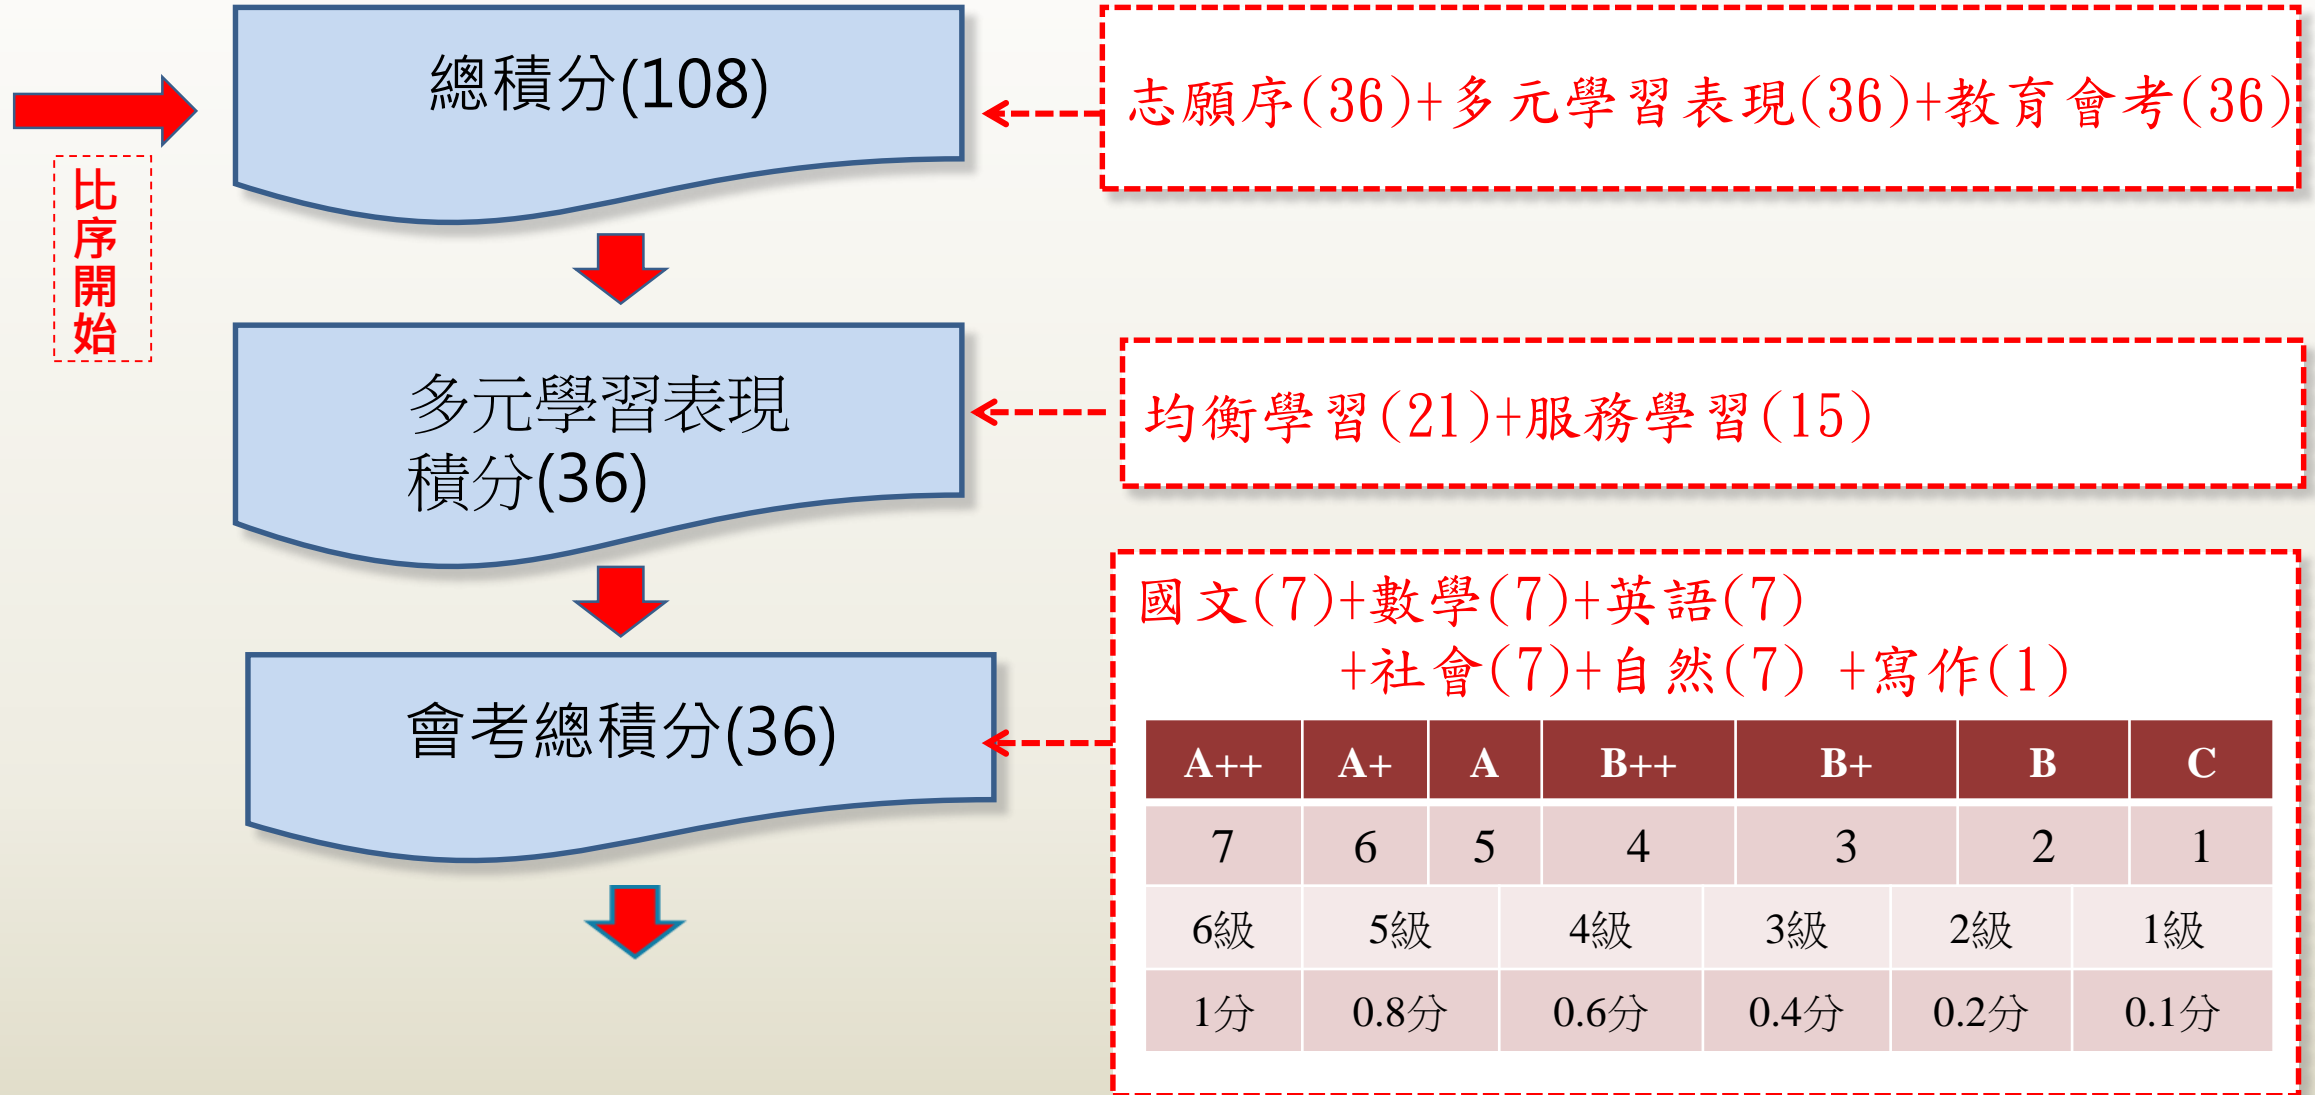 總積分(108)
志願序(36)+多元學習表現(36)+教育會考(36)
比序開始
多元學習表現
積分(36)
均衡學習(21)+服務學習(15)
會考總積分(36)
國文(7)+數學(7)+英語(7)
+社會(7)+自然(7) +寫作(1)
A++ A+ A B++ B+ B C
7 6 5 4 3 2 1
6級 5級 4級 3級 2級 1級
1分 0.8分 0.6分 0.4分 0.2分 0.1分